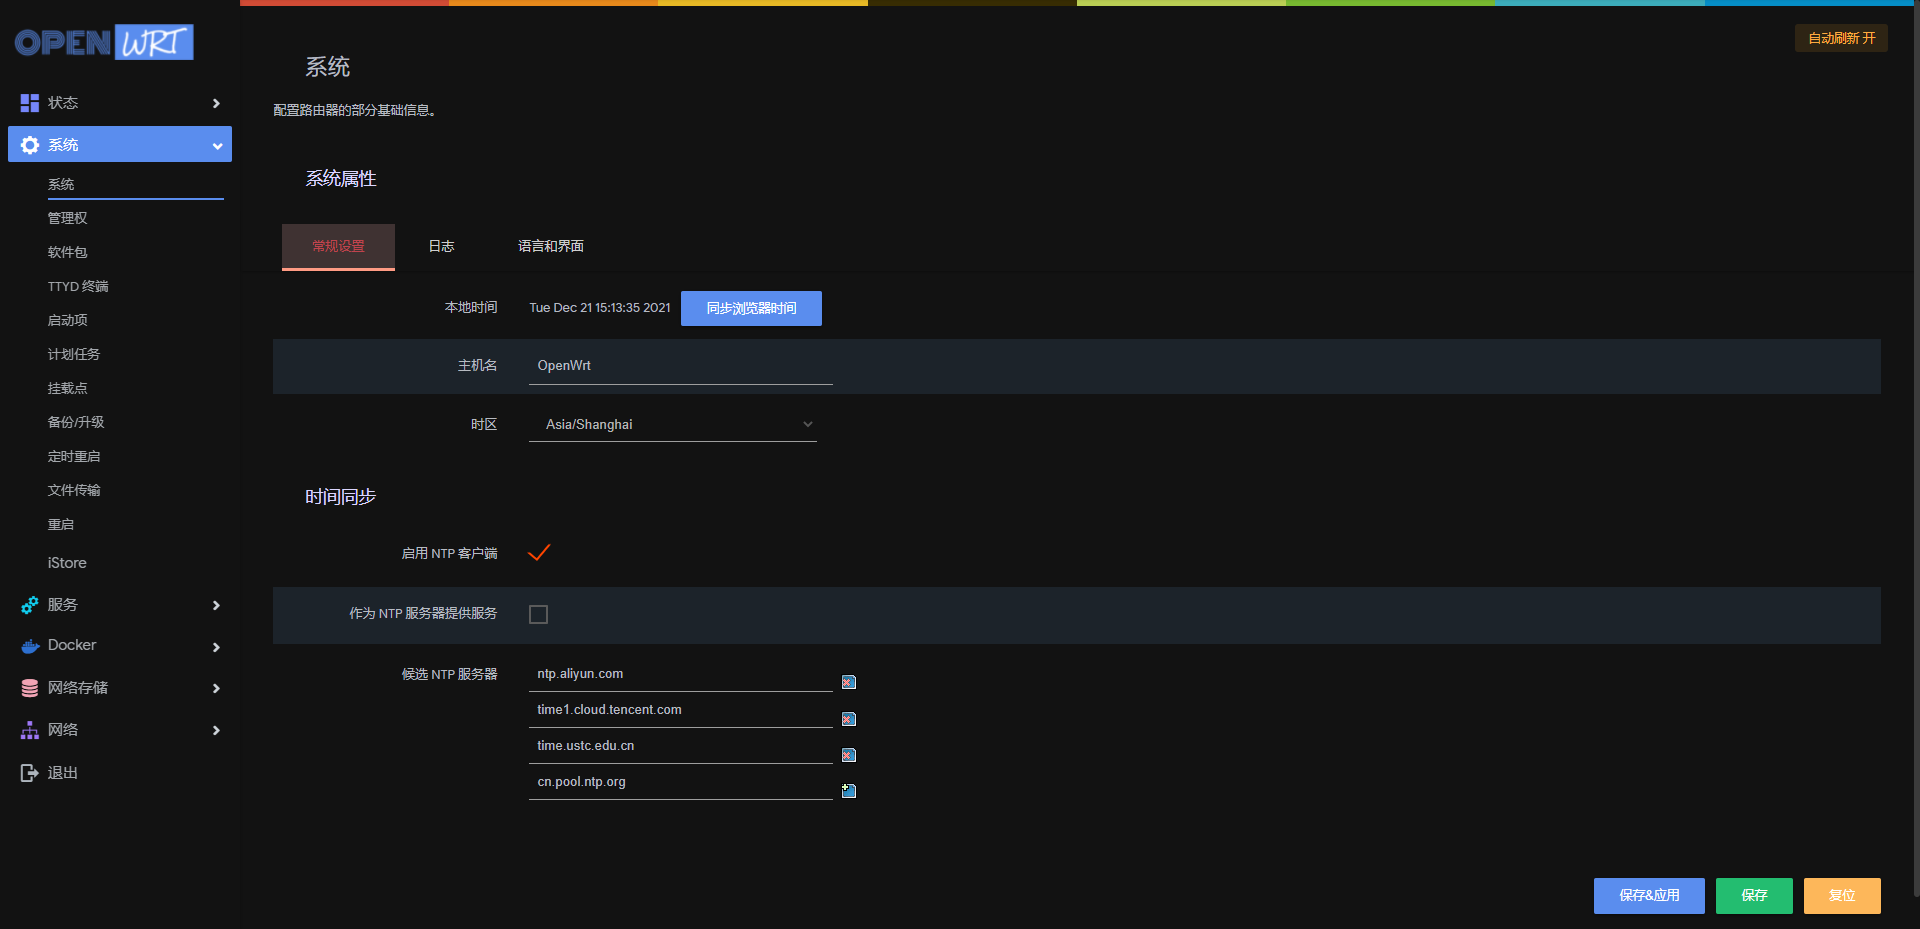 OPENWRT
状态
系统
系统
管理权
软件包
TTYD 终端
启动项
计划任务
挂载点
备份/升级
定时重启
文件传输
重启
iStore
服务
Docker
网络存储
网络
退出
自动刷新 开
系统
配置路由器的部分基础信息。
系统属性
常规设置 日志 语言和界面
本地时间 Tue Dec 21 15:13:35 2021 同步浏览器时间
主机名 OpenWrt
时区 Asia/Shanghai
时间同步
启用 NTP 客户端
作为 NTP 服务器提供服务
候选 NTP 服务器 ntp.aliyun.com
time1.cloud.tencent.com
time.ustc.edu.cn
cn.pool.ntp.org
保存&应用 保存 复位